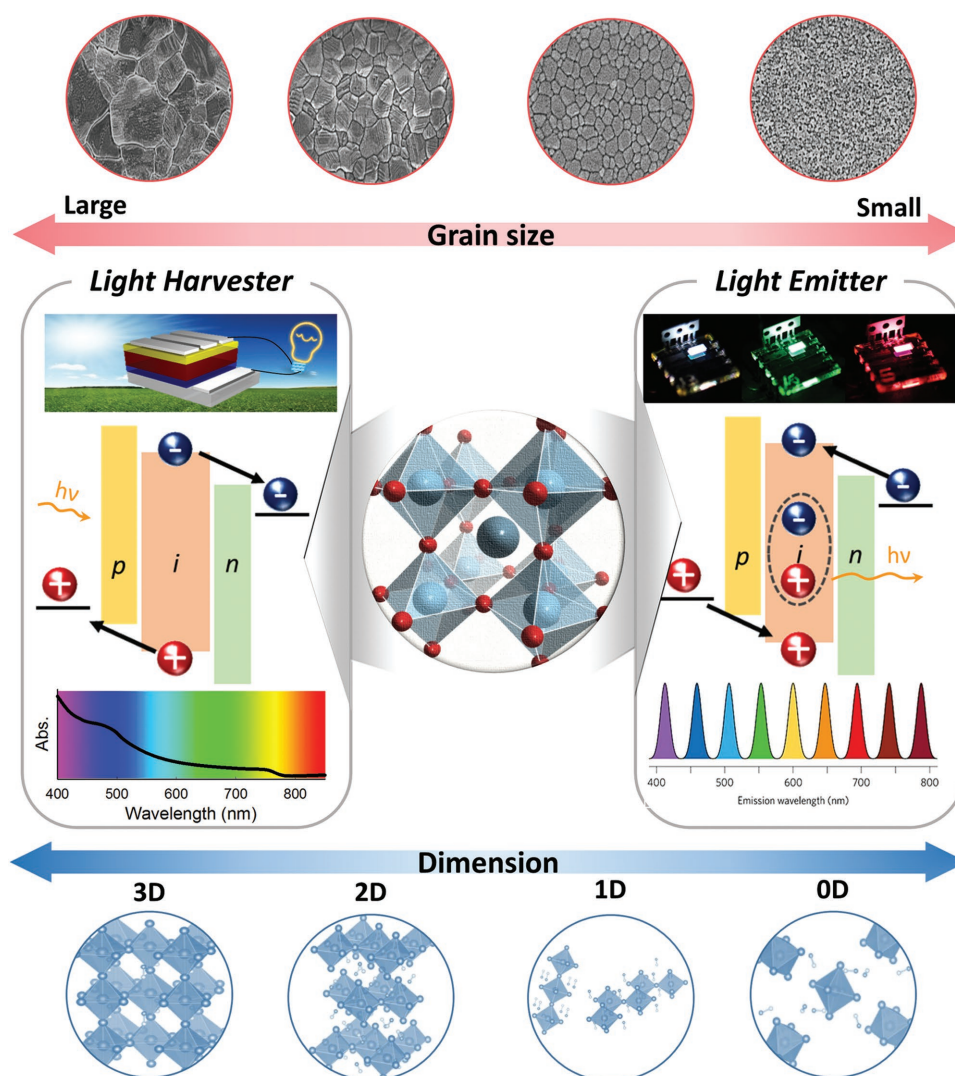 Large
Small
Grain size
Light Harvester
Light Emitter
hν
p
i
n
-
-
+
+
hν
p
i
n
-
-
-
+
+
+
Abs.
400 500 600 700 800
Wavelength (nm)
400 500 600 700 800
Emission wavelength (nm)
Dimension
3D
2D
1D
0D